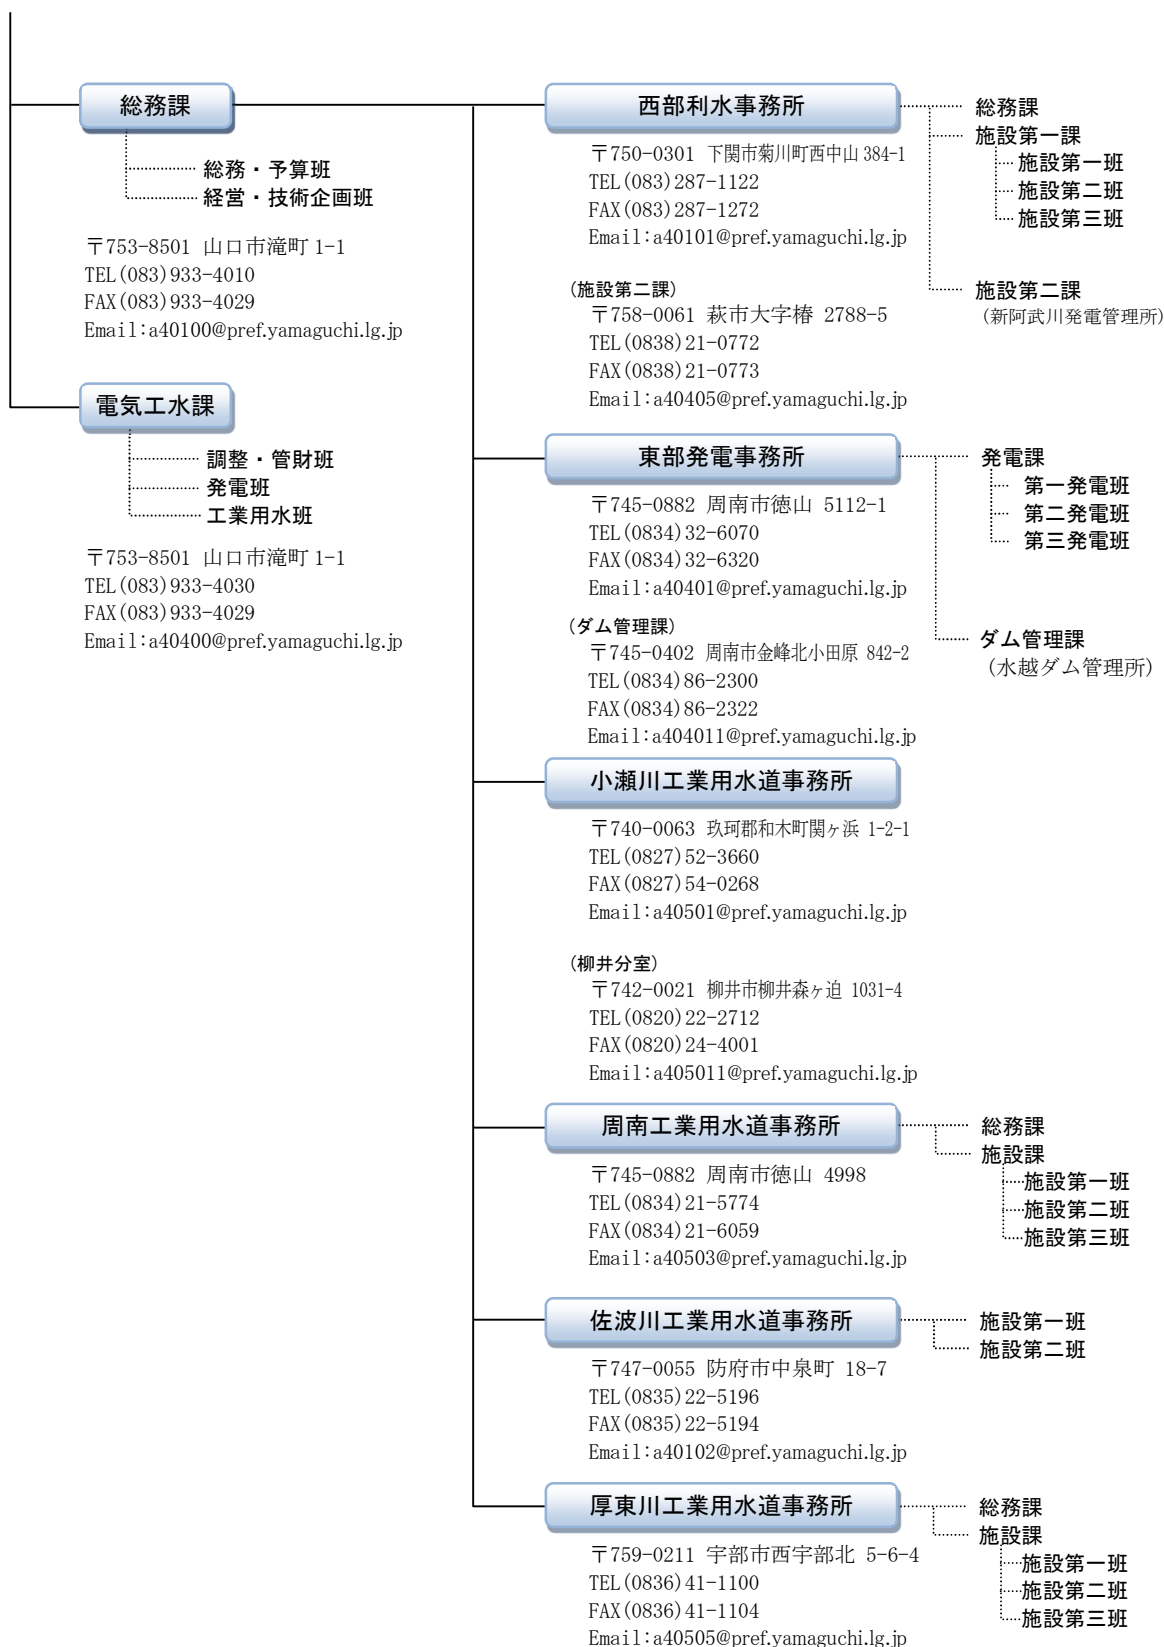 総務課
総務・予算班
経営・技術企画班
〒753-8501 山口市滝町 1-1
TEL(083)933-4010
FAX(083)933-4029
Email:a40100@pref.yamaguchi.lg.jp
電気工水課
調整・管財班
発電班
工業用水班
〒753-8501 山口市滝町 1-1
TEL(083)933-4030
FAX(083)933-4029
Email:a40400@pref.yamaguchi.lg.jp
西部利水事務所
〒750-0301 下関市菊川町西中山 384-1
TEL(083)287-1122
FAX(083)287-1272
Email:a40101@pref.yamaguchi.lg.jp
(施設第二課)
〒758-0061 萩市大字椿 2788-5
TEL(0838)21-0772
FAX(0838)21-0773
Email:a40405@pref.yamaguchi.lg.jp
総務課
施設第一課
施設第一班
施設第二班
施設第三班
施設第二課
(新阿武川発電管理所)
東部発電事務所
〒745-0882 周南市徳山 5112-1
TEL(0834)32-6070
FAX(0834)32-6320
Email:a40401@pref.yamaguchi.lg.jp
(ダム管理課)
〒745-0402 周南市金峰北小田原 842-2
TEL(0834)86-2300
FAX(0834)86-2322
Email:a404011@pref.yamaguchi.lg.jp
発電課
第一発電班
第二発電班
第三発電班
ダム管理課
(水越ダム管理所)
小瀬川工業用水道事務所
〒740-0063 玖珂郡和木町関ヶ浜 1-2-1
TEL(0827)52-3660
FAX(0827)54-0268
Email:a40501@pref.yamaguchi.lg.jp
(柳井分室)
〒742-0021 柳井市柳井森ヶ迫 1031-4
TEL(0820)22-2712
FAX(0820)24-4001
Email:a405011@pref.yamaguchi.lg.jp
周南工業用水道事務所
〒745-0882 周南市徳山 4998
TEL(0834)21-5774
FAX(0834)21-6059
Email:a40503@pref.yamaguchi.lg.jp
総務課
施設課
施設第一班
施設第二班
施設第三班
佐波川工業用水道事務所
〒747-0055 防府市中泉町 18-7
TEL(0835)22-5196
FAX(0835)22-5194
Email:a40102@pref.yamaguchi.lg.jp
施設第一班
施設第二班
厚東川工業用水道事務所
〒759-0211 宇部市西宇部北 5-6-4
TEL(0836)41-1100
FAX(0836)41-1104
Email:a40505@pref.yamaguchi.lg.jp
総務課
施設課
施設第一班
施設第二班
施設第三班